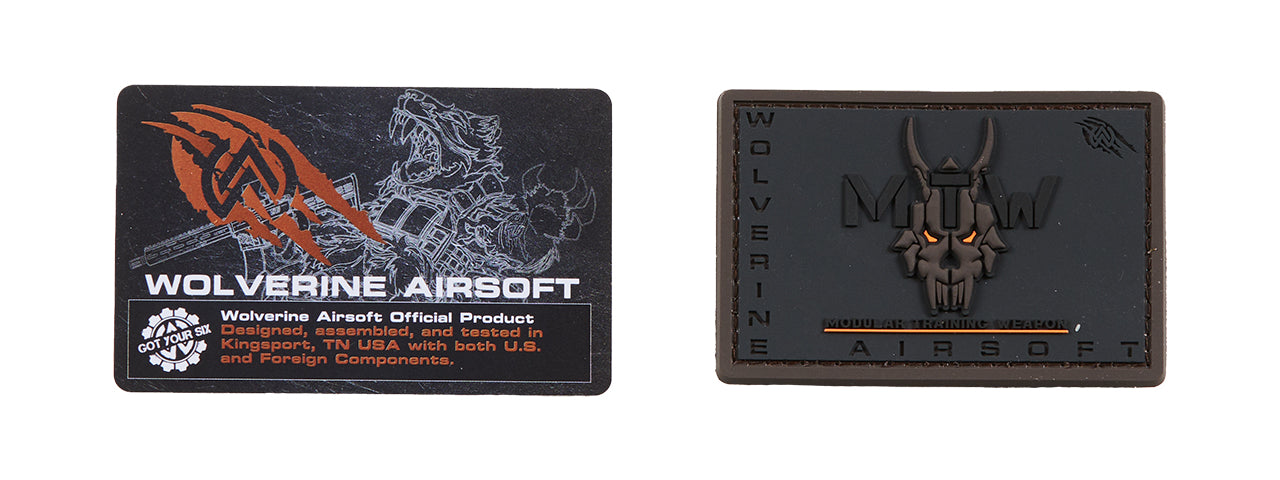 WOLVERINE AIRSOFT
GOT YOUR SIX
Wolverine Airsoft Official Product
Designed, assembled, and tested in
Kingsport, TN USA with both U.S.
and Foreign Components.
WOLVERINE
MTW
MODULAR TRAINING WEAPON
AIRSOFT